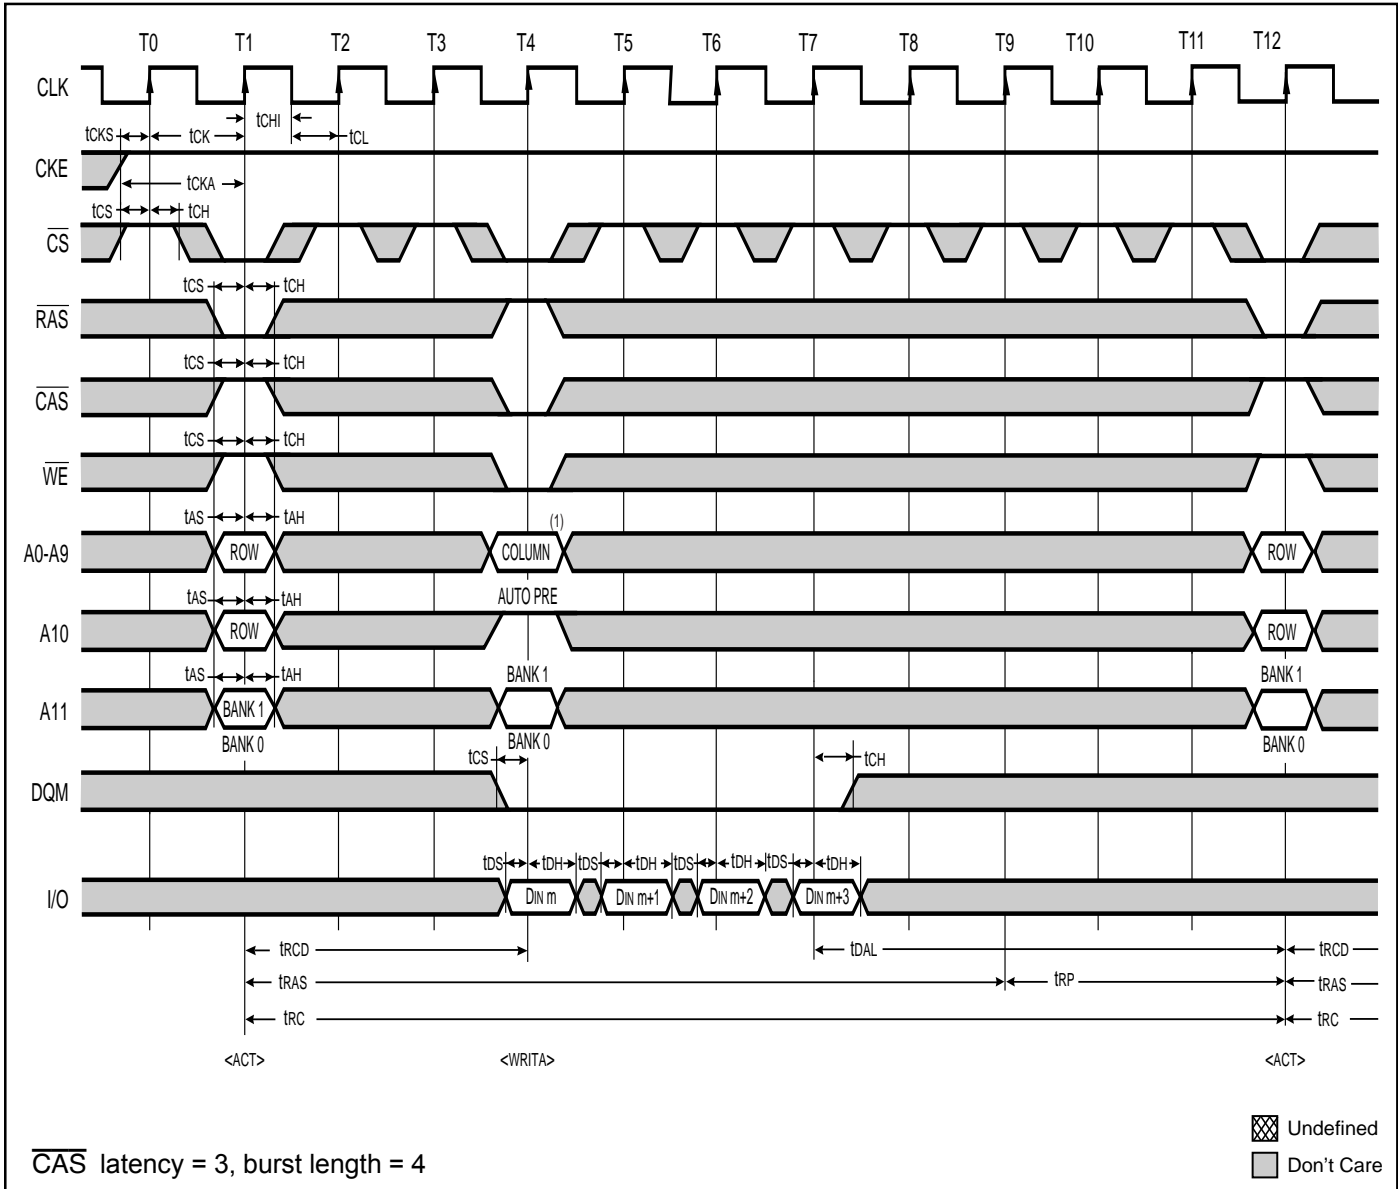 T0 T1 T2 T3 T4 T5 T6 T7 T8 T9 T10 T11 T12
CLK
tCHI
tCKS tCK tCL
CKE
tCKA
tCS tCH
CS
tCS tCH
RAS
tCS tCH
CAS
tCS tCH
WE
tAS tAH (1)
A0-A9 ROW COLUMN ROW
tAS tAH AUTO PRE
A10 ROW ROW
tAS tAH BANK 1 BANK 1
A11 BANK 1
BANK 0 BANK 0 BANK 0
tCS tCH
DQM
tDS tDH tDS tDH tDS tDH tDS tDH
I/O DIN m DIN m+1 DIN m+2 DIN m+3
tRCD tDAL tRCD
tRAS tRP tRAS
tRC tRC
<ACT> <WRITA> <ACT>
Undefined
CAS latency = 3, burst length = 4
Don't Care